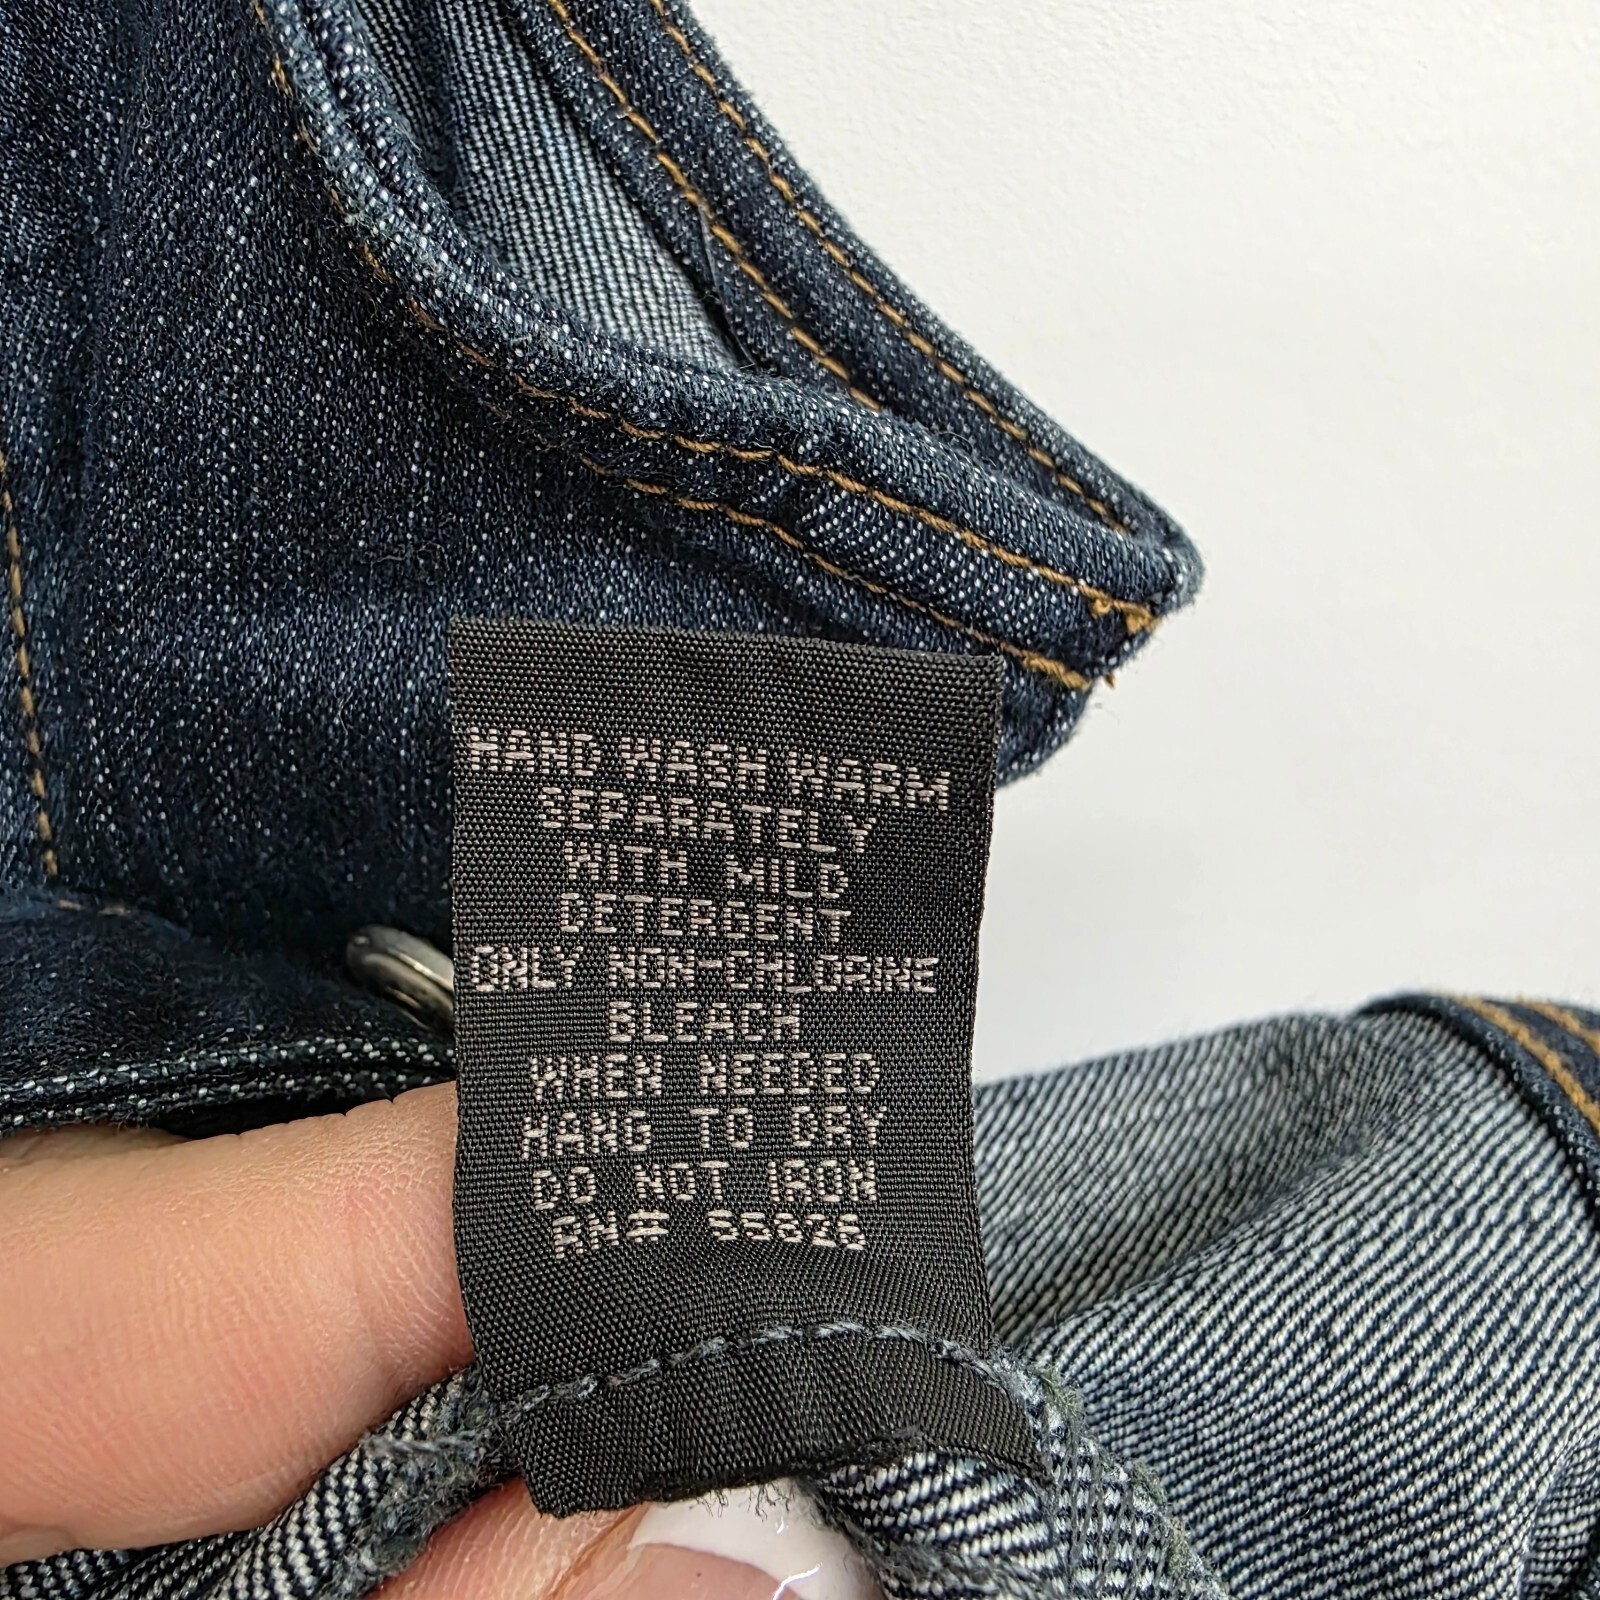 HAND WASH WARM
SEPARATELY
WITH MILD
DETERGENT
ONLY NON-CHLORINE
BLEACH
WHEN NEEDED
HANG TO DRY
DO NOT IRON
RN# 55826